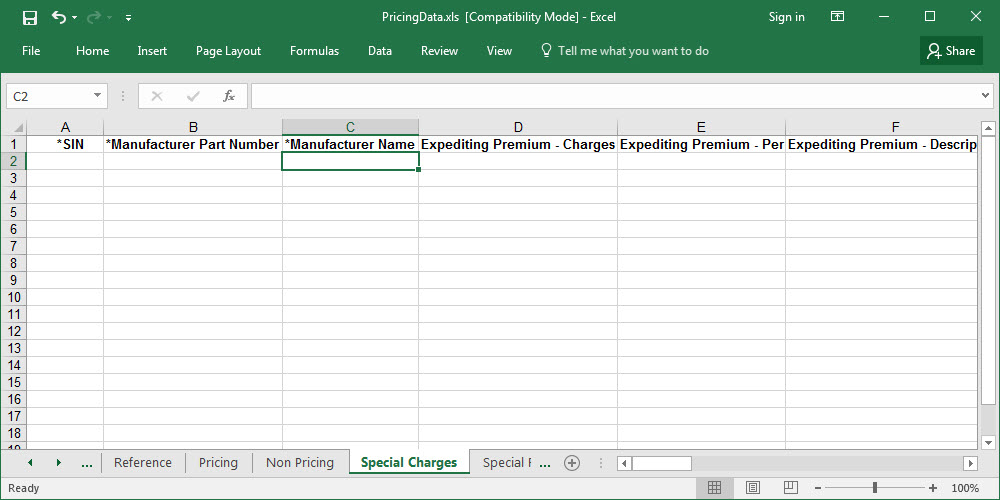 PricingData.xls [Compatibility Mode] - Excel
Sign in
File Home Insert Page Layout Formulas Data Review View Tell me what you want to do Share
C2 fx
A B C D E F
1 *SIN *Manufacturer Part Number *Manufacturer Name Expediting Premium - Charges Expediting Premium - Per Expediting Premium - Descrip
2
3
4
5
6
7
8
9
10
11
12
13
14
15
16
17
18
19
... Reference Pricing Non Pricing Special Charges Special F ...
Ready 100%